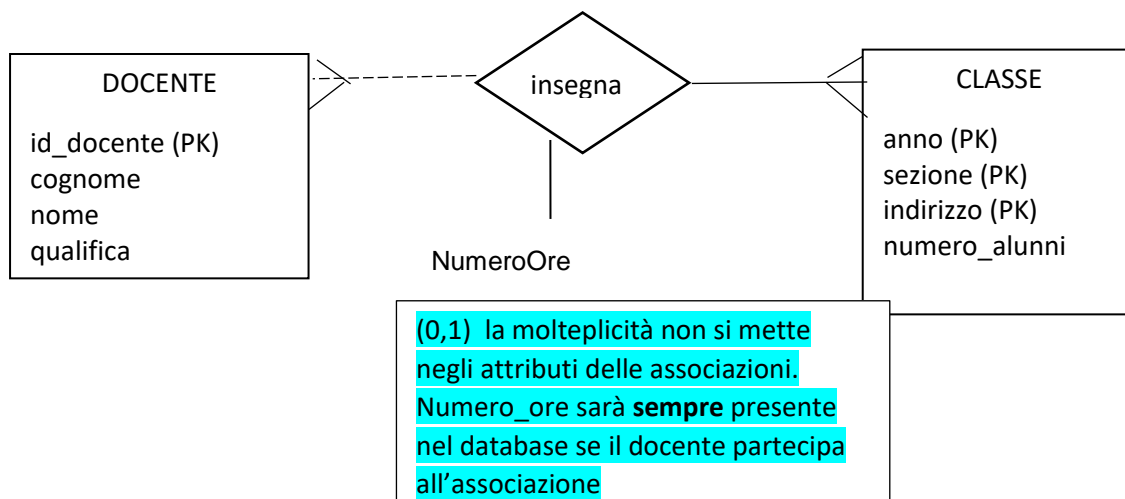 DOCENTE
id_docente (PK)
cognome
nome
qualifica
insegna
NumeroOre
CLASSE
anno (PK)
sezione (PK)
indirizzo (PK)
numero_alunni
(0,1)  la molteplicità non si mette
negli attributi delle associazioni.
Numero_ore sarà sempre presente
nel database se il docente partecipa
all’associazione